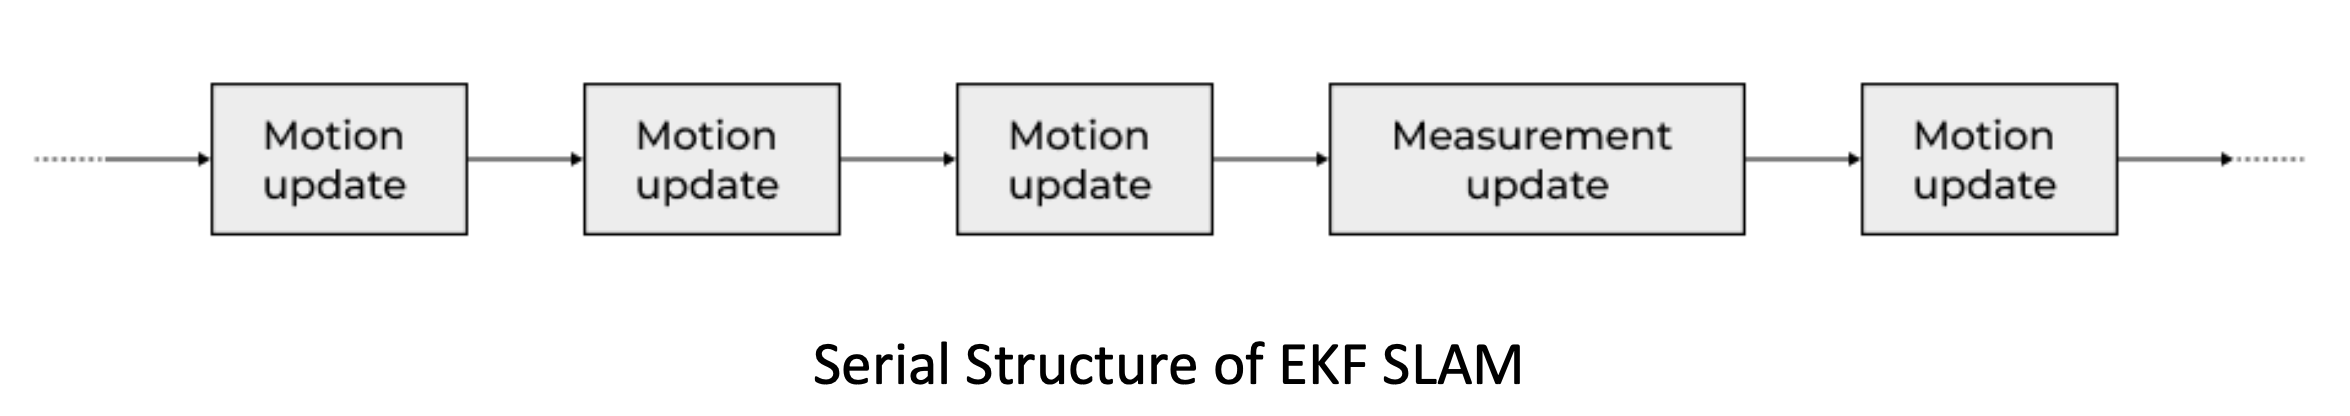 Motion
update
Motion
update
Motion
update
Measurement
update
Motion
update
Serial Structure of EKF SLAM